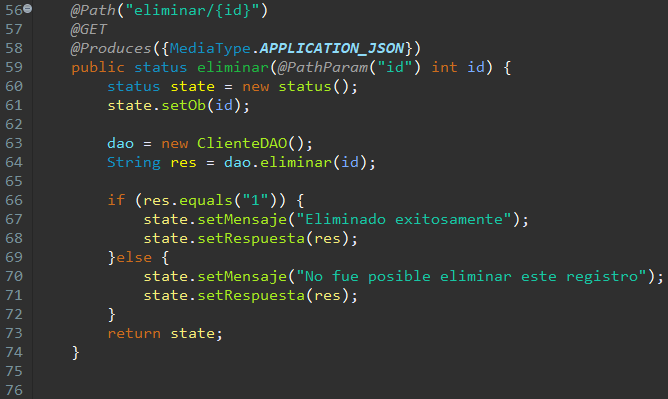 56 @Path("eliminar/{id}")
57 @GET
58 @Produces({MediaType.APPLICATION_JSON})
59 public status eliminar(@PathParam("id") int id) {
60 status state = new status();
61 state.setOb(id);
62
63 dao = new ClienteDAO();
64 String res = dao.eliminar(id);
65
66 if (res.equals("1")) {
67 state.setMensaje("Eliminado exitosamente");
68 state.setRespuesta(res);
69 }else {
70 state.setMensaje("No fue posible eliminar este registro");
71 state.setRespuesta(res);
72 }
73 return state;
74 }
75
76